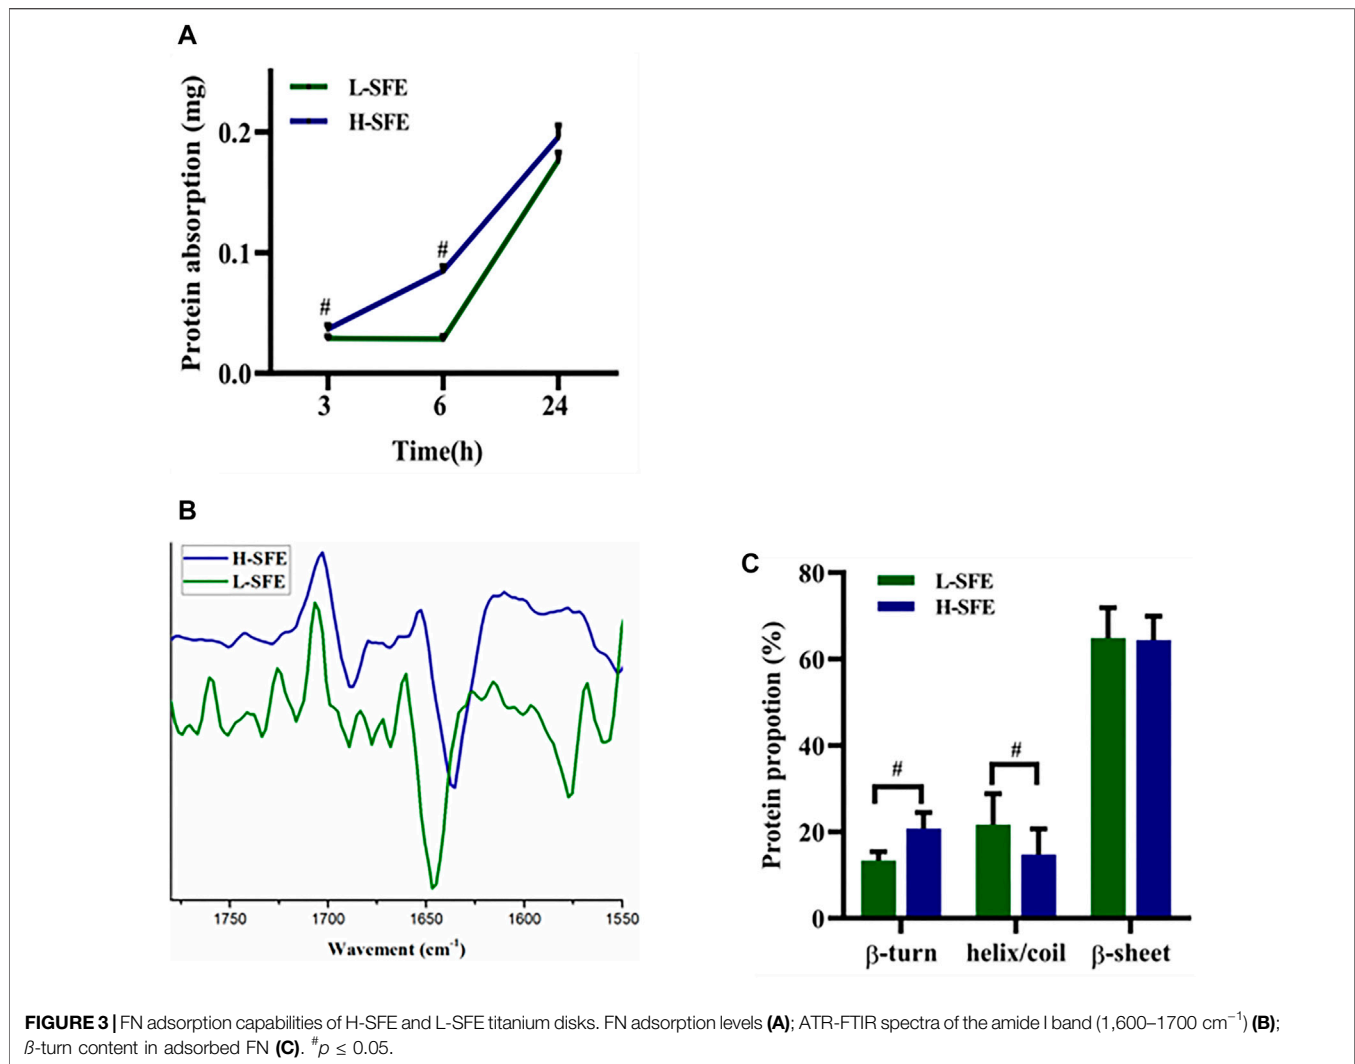 A
L-SFE
H-SFE
Protein absorption (mg)
0.2
0.1
0.0
#
#
3 6 24
Time(h)
B
H-SFE
L-SFE
1750 1700 1650 1600 1550
Wavement (cm⁻¹)
C
L-SFE
H-SFE
Protein propotion (%)
80
60
40
20
0
#
#
β-turn helix/coil β-sheet
FIGURE 3 | FN adsorption capabilities of H-SFE and L-SFE titanium disks. FN adsorption levels (A); ATR-FTIR spectra of the amide I band (1,600–1700 cm⁻¹) (B);
ß-turn content in adsorbed FN (C). #p ≤ 0.05.